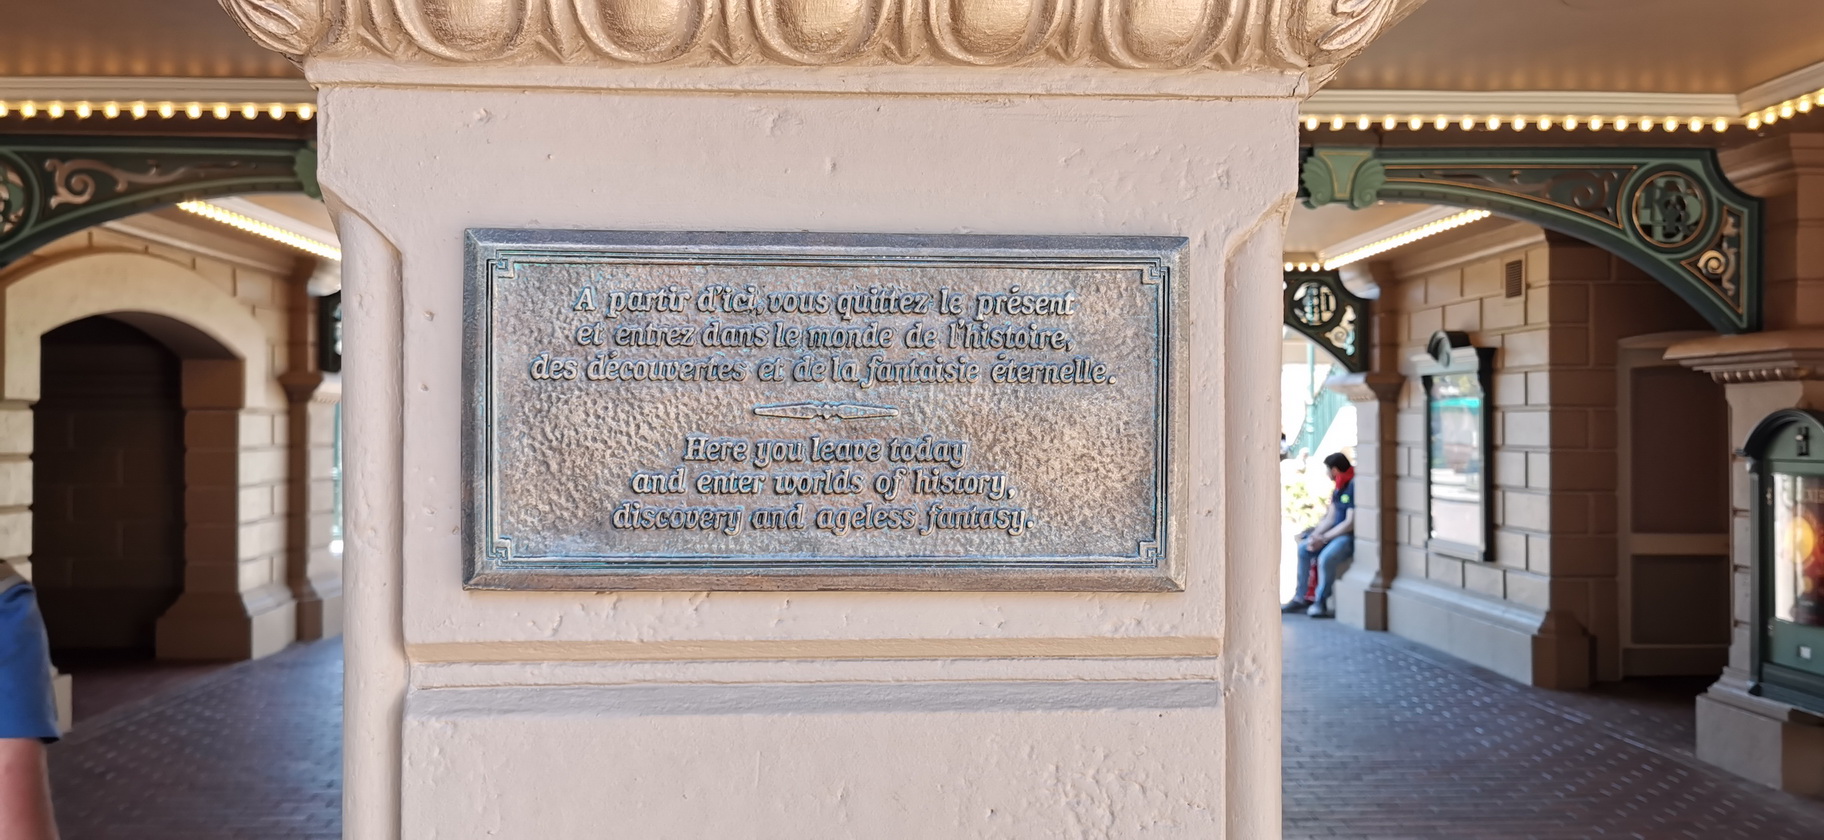 A partir d'ici, vous quittez le présent
et entrez dans le monde de l'histoire,
des découvertes et de la fantaisie éternelle.
Here you leave today
and enter worlds of history,
discovery and ageless fantasy.